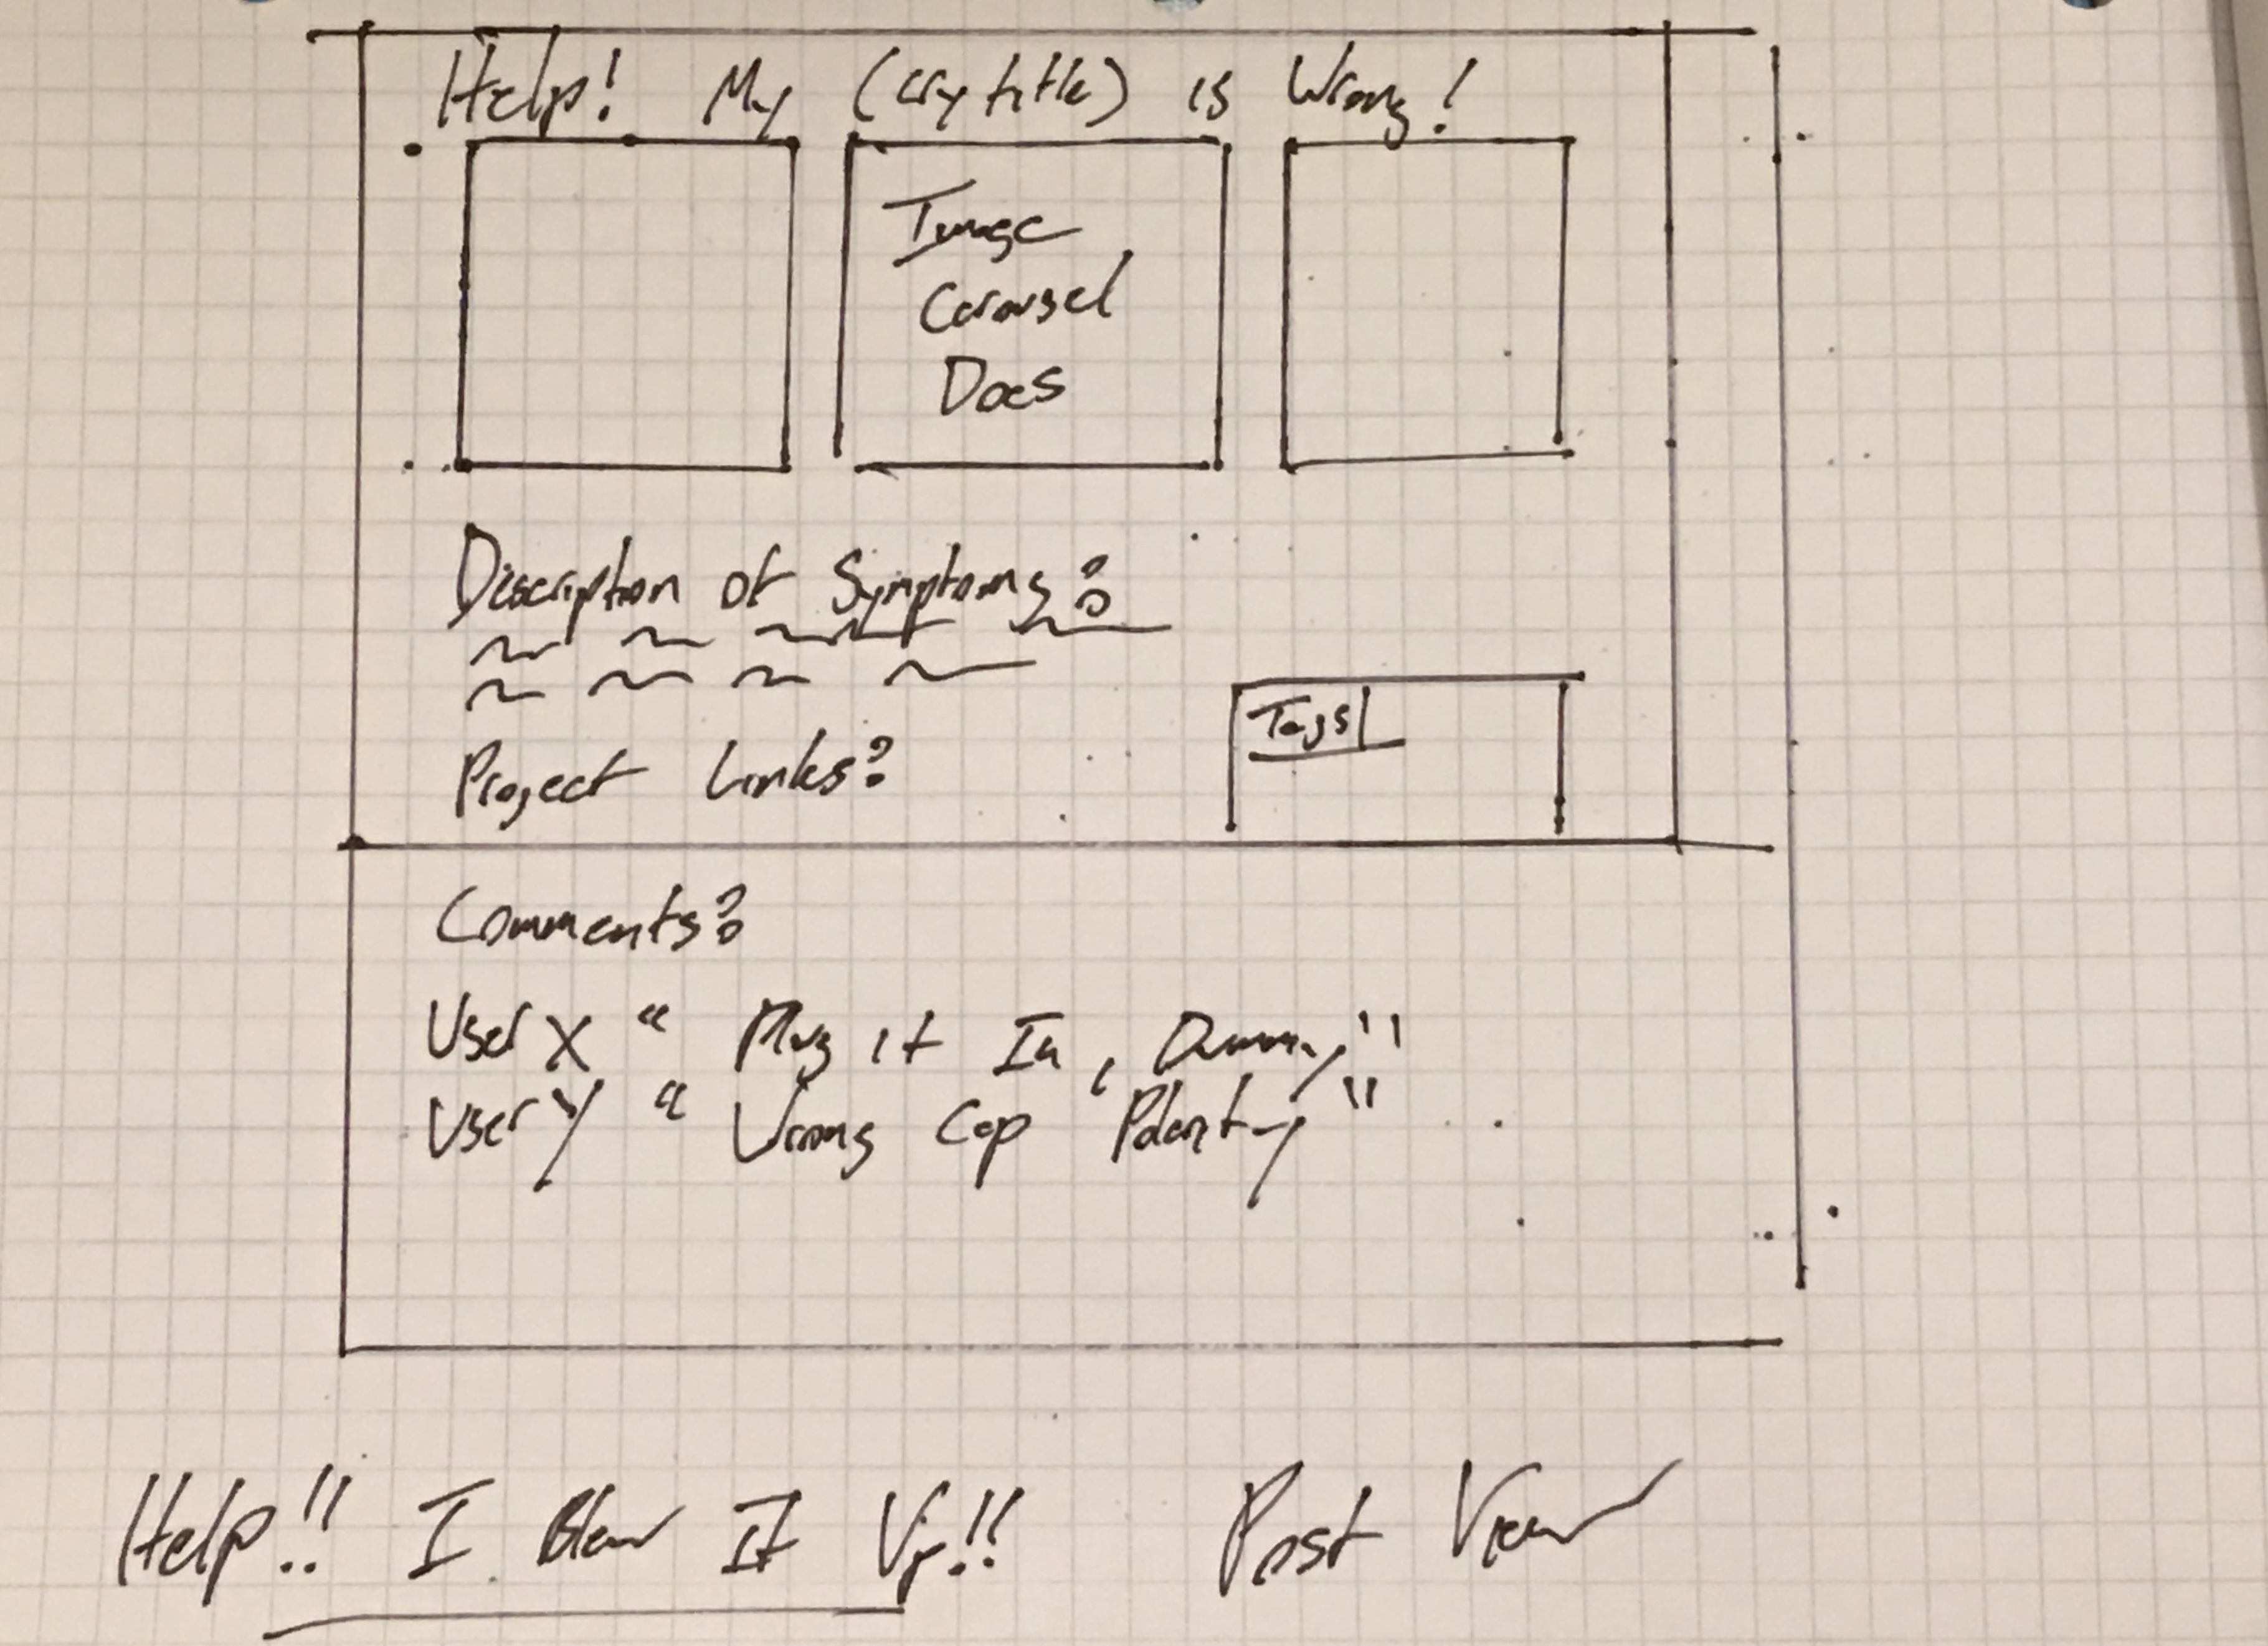 Help! My (cry title) is Wrong!
Image
Carousel
Docs
Description of Symptoms:
Project Links:
Tags
Comments:
User X " Plug it In, Dummy"
User Y " Wrong Cap Polarity"
Help!! I Blew It Up!! Post View